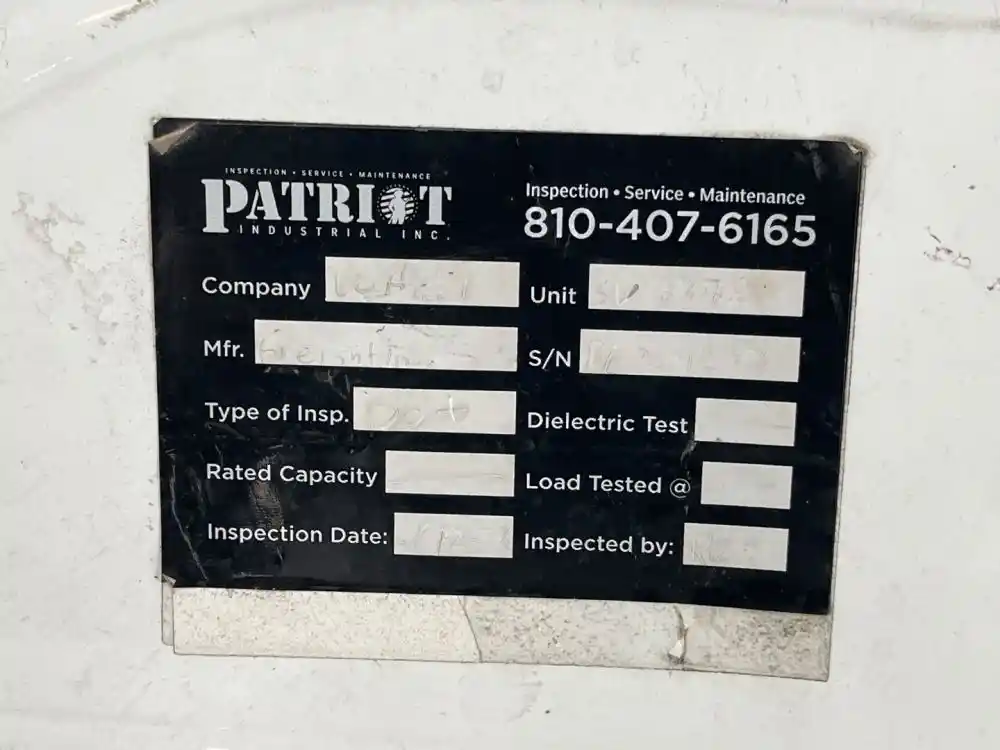 INSPECTION • SERVICE • MAINTENANCE
PATRIOT
INDUSTRIAL INC.
Inspection • Service • Maintenance
810-407-6165
Company
Unit
Mfr.
S/N
Type of Insp.
Dielectric Test
Rated Capacity
Load Tested @
Inspection Date:
Inspected by: